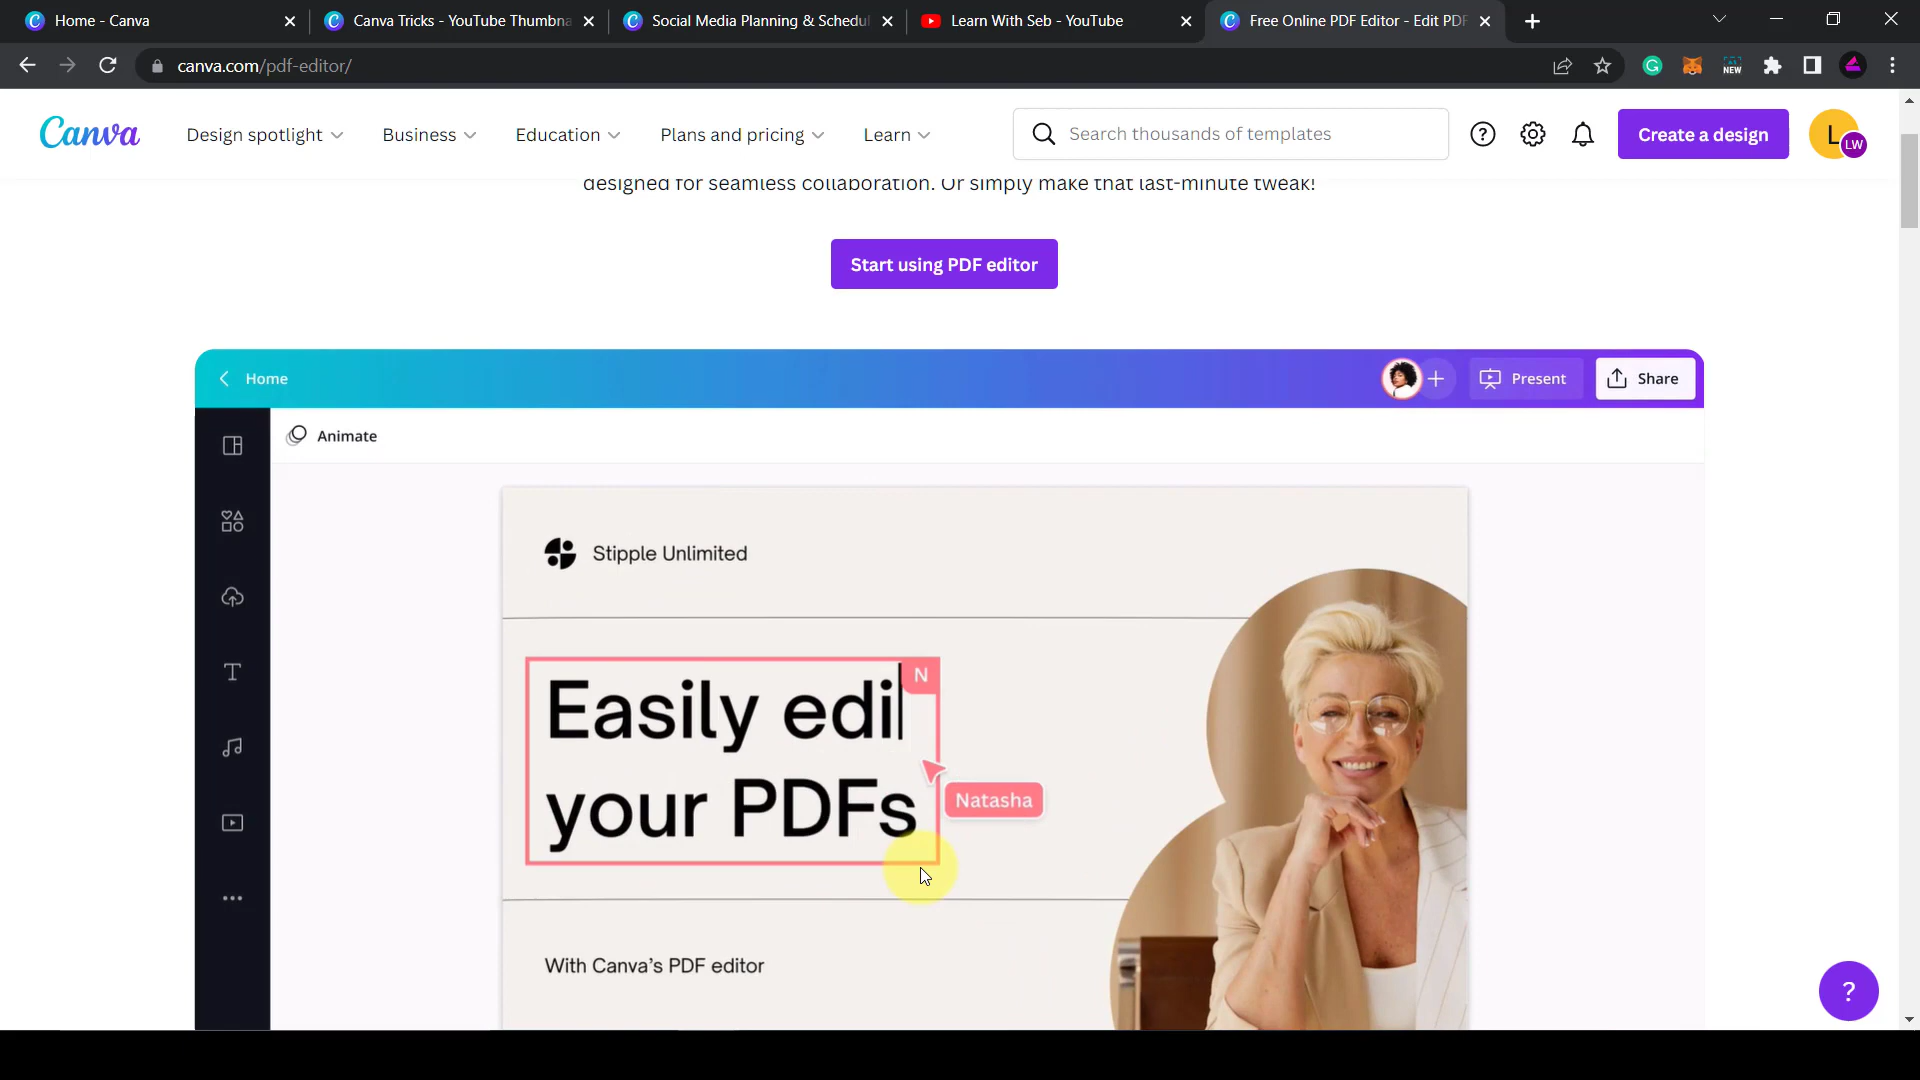 Home - Canva
Canva Tricks - YouTube Thumbna
Social Media Planning & Schedul
Learn With Seb - YouTube
Free Online PDF Editor - Edit PDF
canva.com/pdf-editor/
NEW
Canva
Design spotlight
Business
Education
Plans and pricing
Learn
Search thousands of templates
?
Create a design
L
LW
designed for seamless collaboration. Or simply make that last-minute tweak!
Start using PDF editor
Home
Present
Share
Animate
Stipple Unlimited
N
Easily edi
your PDFs
Natasha
With Canva's PDF editor
?